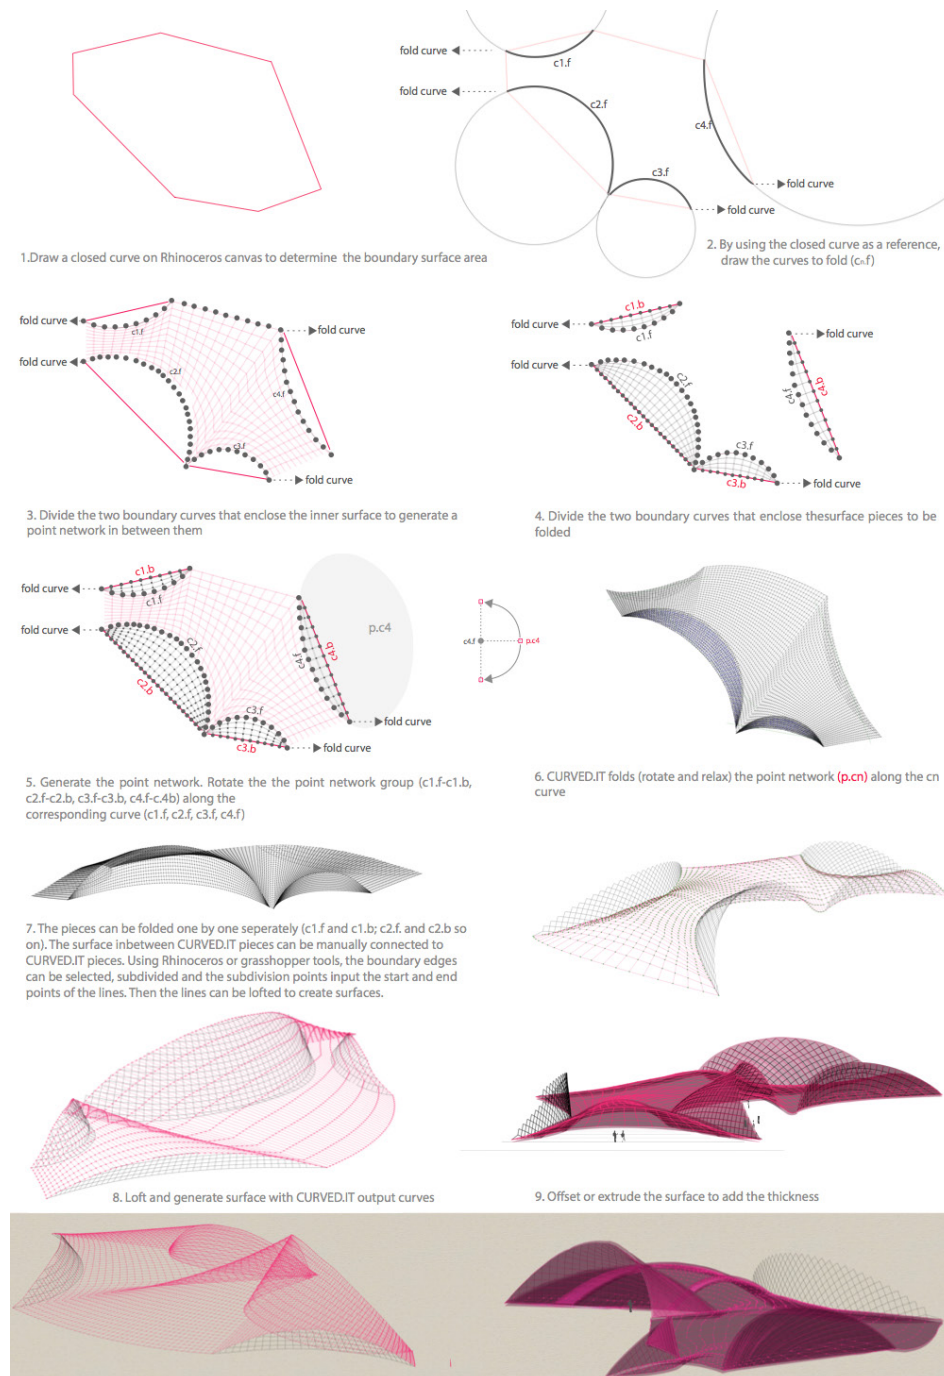 fold curve
c1.f
fold curve
c2.f
c4.f
c3.f
fold curve
fold curve
1.Draw a closed curve on Rhinoceros canvas to determine the boundary surface area
2. By using the closed curve as a reference,
draw the curves to fold (cn.f)
fold curve
c1.f
fold curve
fold curve
c2.f
c4.f
c3.f
fold curve
c1.b
fold curve
c1.f
fold curve
fold curve
c2.f
c4.b
c4.f
c2.b
c3.f
c3.b
fold curve
3. Divide the two boundary curves that enclose the inner surface to generate a
point network in between them
4. Divide the two boundary curves that enclose thesurface pieces to be
folded
c1.b
fold curve
c1.f
fold curve
c2.f
p.c4
c4.b
c4.f
c2.b
c3.f
fold curve
c3.b
fold curve
c4.f
p.c4
5. Generate the point network. Rotate the the point network group (c1.f-c1.b,
c2.f-c2.b, c3.f-c3.b, c4.f-c.4b) along the
corresponding curve (c1.f, c2.f, c3.f, c4.f)
6. CURVED.IT folds (rotate and relax) the point network (p.cn) along the cn
curve
7. The pieces can be folded one by one seperately (c1.f and c1.b; c2.f. and c2.b so
on). The surface inbetween CURVED.IT pieces can be manually connected to
CURVED.IT pieces. Using Rhinoceros or grasshopper tools, the boundary edges
can be selected, subdivided and the subdivision points input the start and end
points of the lines. Then the lines can be lofted to create surfaces.
8. Loft and generate surface with CURVED.IT output curves
9. Offset or extrude the surface to add the thickness